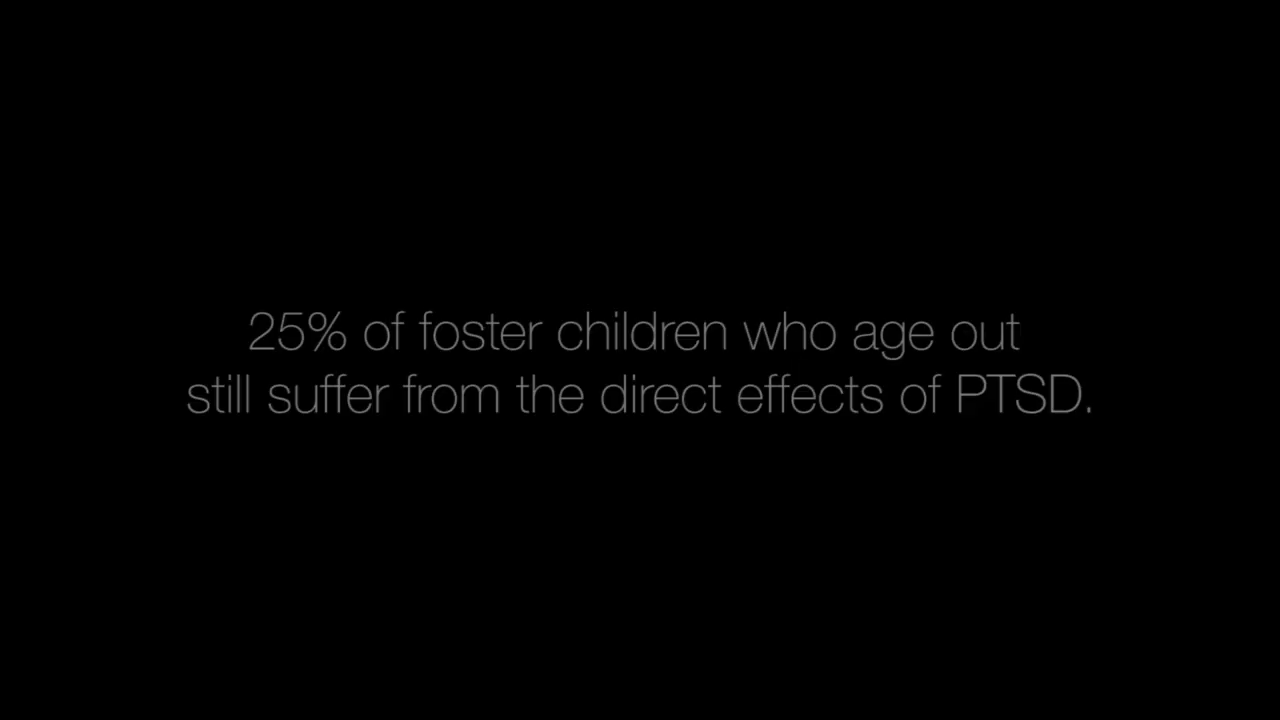 25% of foster children who age out
still suffer from the direct effects of PTSD.